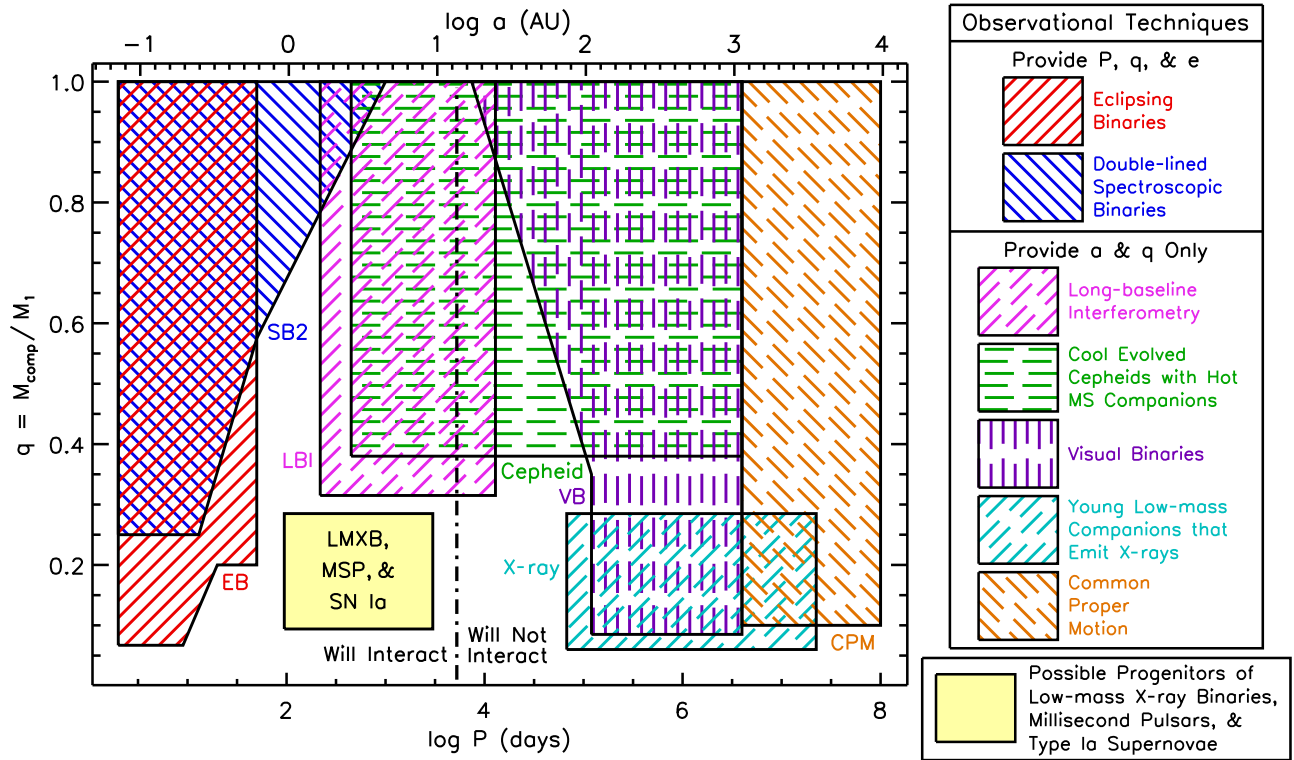 log a (AU)
−1 0 1 2 3 4
1.0
0.8
0.6
0.4
0.2
q = M_comp/M_1
SB2
LBI
Cepheid
VB
X-ray
EB
CPM
LMXB,
MSP, &
SN Ia
Will Interact
Will Not
Interact
2 4 6 8
log P (days)
Observational Techniques
Provide P, q, & e
Eclipsing
Binaries
Double-lined
Spectroscopic
Binaries
Provide a & q Only
Long-baseline
Interferometry
Cool Evolved
Cepheids with Hot
MS Companions
Visual Binaries
Young Low-mass
Companions that
Emit X-rays
Common
Proper
Motion
Possible Progenitors of
Low-mass X-ray Binaries,
Millisecond Pulsars, &
Type Ia Supernovae